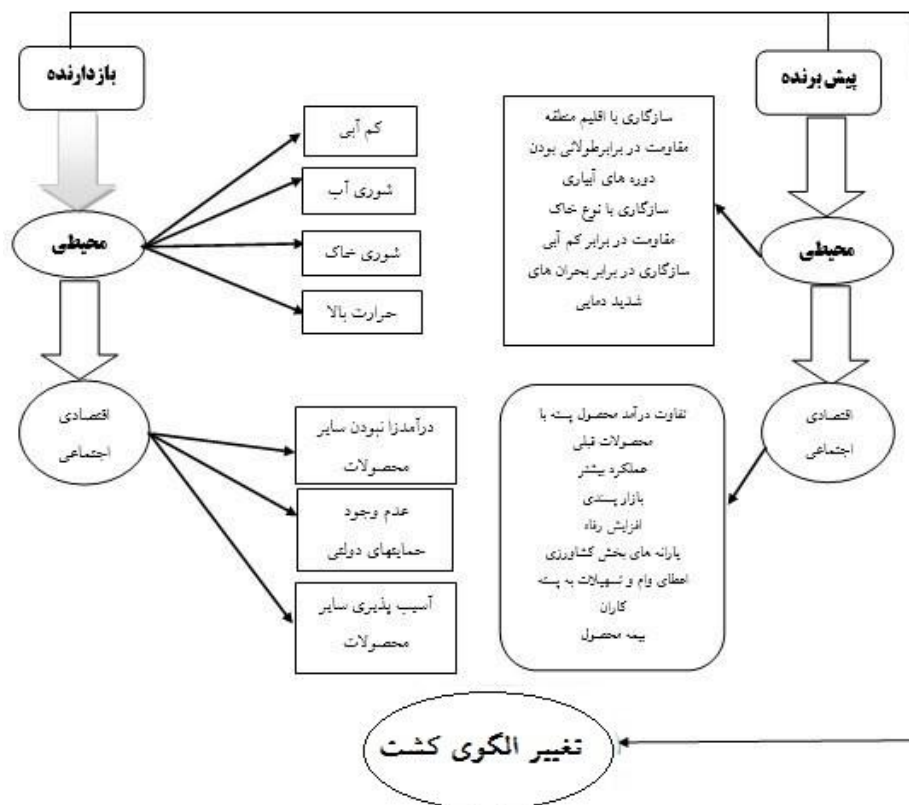 پیش برنده
بازدارنده
محیطی
سازگاری با اقلیم منطقه
مقاومت در برابرطولانی بودن
دوره های آبیاری
سازگاری با نوع خاک
مقاومت در برابر کم آبی
سازگاری در برابر بحران های
شدید دمایی
اقتصادی
اجتماعی
تفاوت درآمد محصول پسته با
محصولات قبلی
عملکرد بیشتر
بازار پسندی
افزایش رفاه
یارانه های بخش کشاورزی
اعطای وام و تسهیلات به پسته
کاران
بیمه محصول
محیطی
کم آبی
شوری آب
شوری خاک
حرارت بالا
اقتصادی
اجتماعی
درآمدزا نبودن سایر
محصولات
عدم وجود
حمایتهای دولتی
آسیب پذیری سایر
محصولات
تغییر الگوی کشت